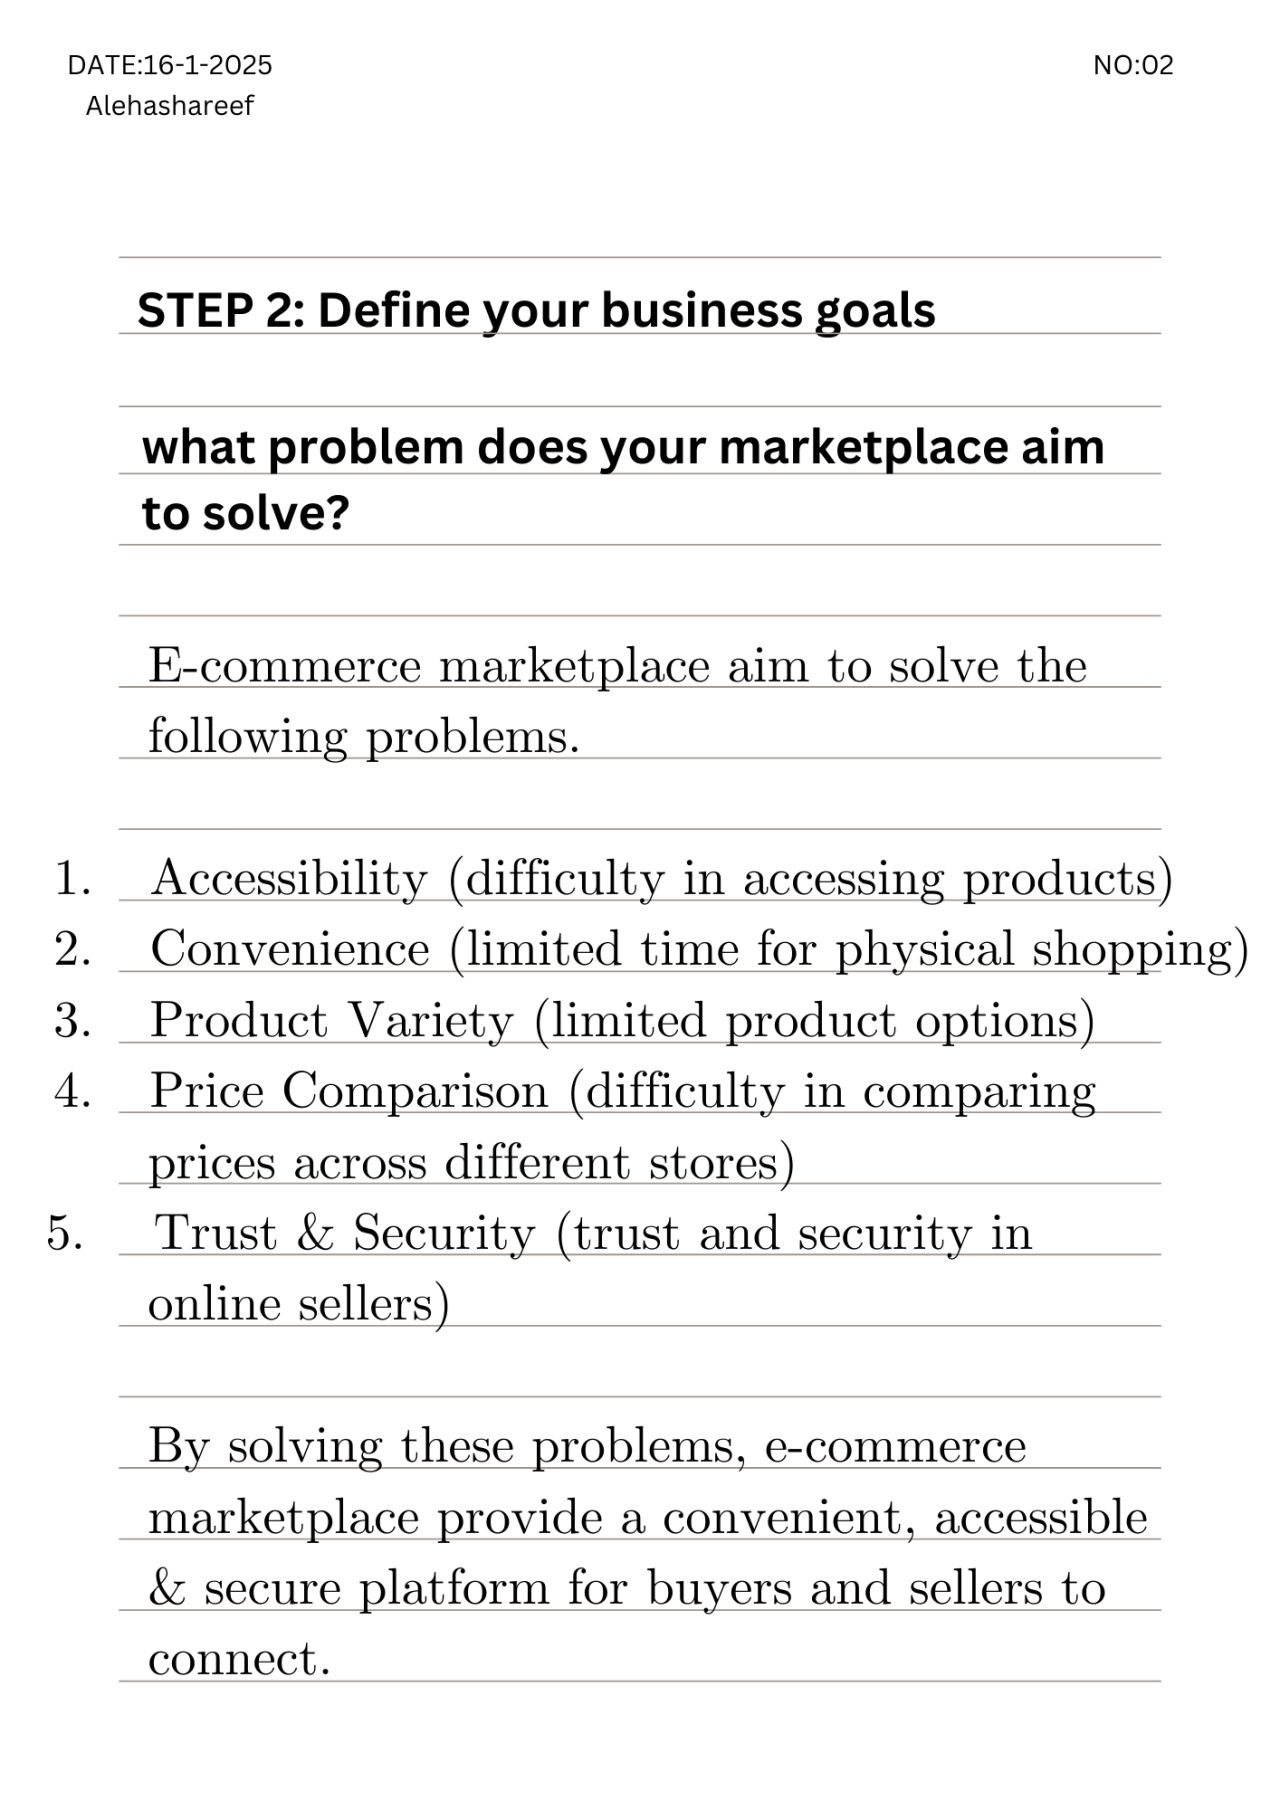 DATE:16-1-2025 NO:02
Alehashareef
STEP 2: Define your business goals
what problem does your marketplace aim
to solve?
E-commerce marketplace aim to solve the
following problems.
1. Accessibility (difficulty in accessing products)
2. Convenience (limited time for physical shopping)
3. Product Variety (limited product options)
4. Price Comparison (difficulty in comparing
prices across different stores)
5. Trust & Security (trust and security in
online sellers)
By solving these problems, e-commerce
marketplace provide a convenient, accessible
& secure platform for buyers and sellers to
connect.